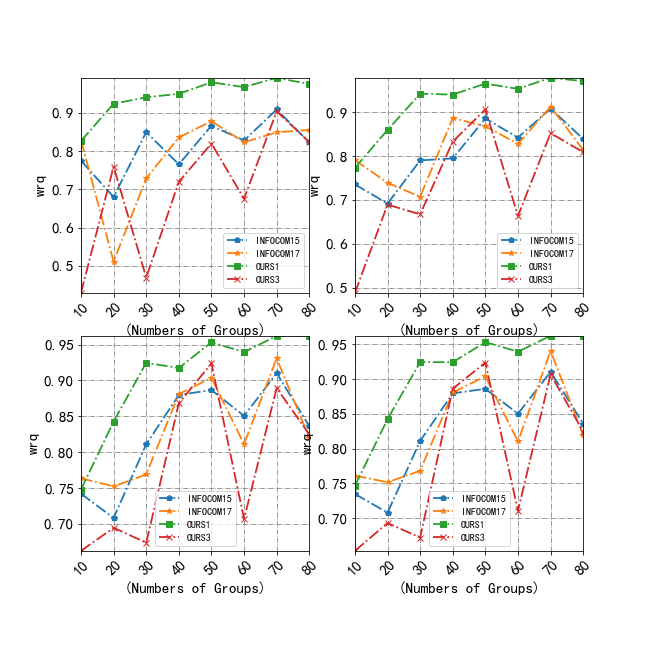 0.9
0.8
0.7
0.6
0.5
wrq
INFOCOM15
INFOCOM17
OURS1
OURS3
10 20 30 40 50 60 70 80
(Numbers of Groups)
0.9
0.8
0.7
0.6
0.5
wrq
INFOCOM15
INFOCOM17
OURS1
OURS3
10 20 30 40 50 60 70 80
(Numbers of Groups)
0.95
0.90
0.85
0.80
0.75
0.70
wrq
INFOCOM15
INFOCOM17
OURS1
OURS3
10 20 30 40 50 60 70 80
(Numbers of Groups)
0.95
0.90
0.85
0.80
0.75
0.70
wrq
INFOCOM15
INFOCOM17
OURS1
OURS3
10 20 30 40 50 60 70 80
(Numbers of Groups)